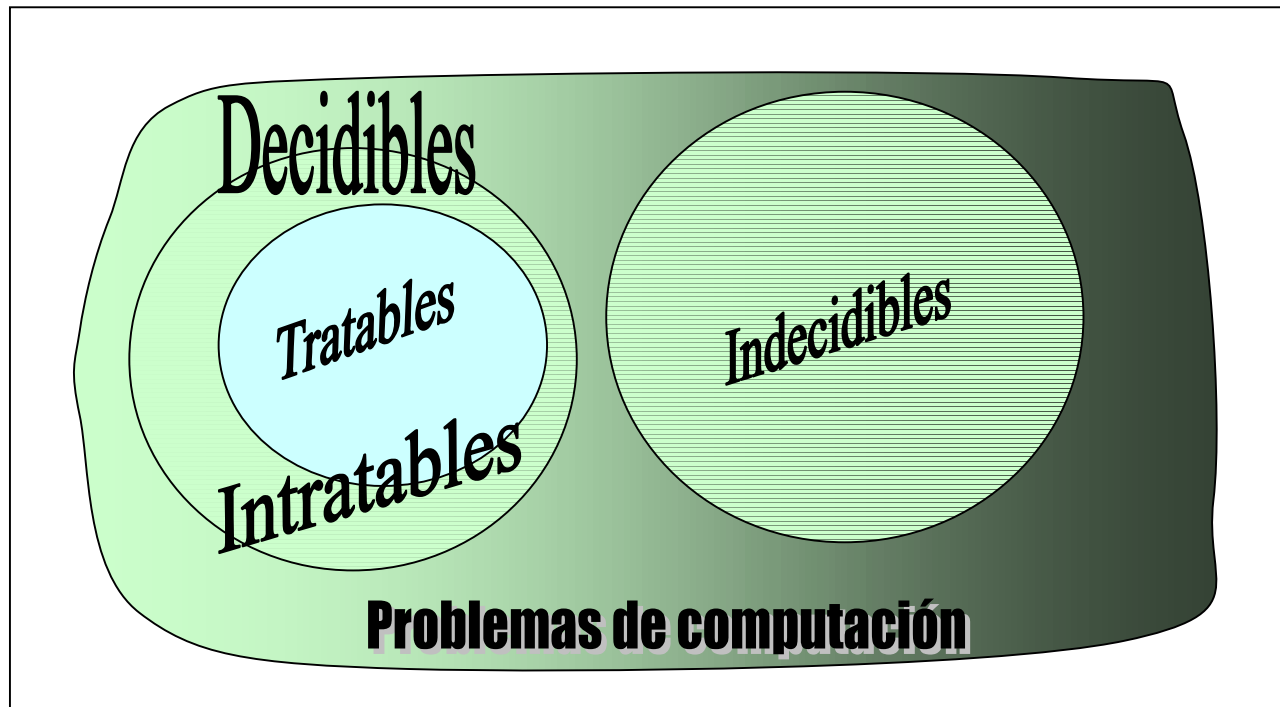 Decidibles
Tratables
Indecidibles
Intratables
Problemas de computación